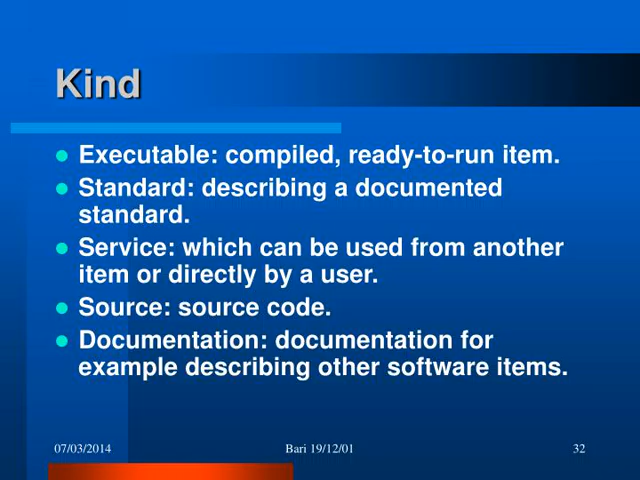 Kind
Executable: compiled, ready-to-run item.
Standard: describing a documented
standard.
Service: which can be used from another
item or directly by a user.
Source: source code.
Documentation: documentation for
example describing other software items.
07/03/2014
Bari 19/12/01
32